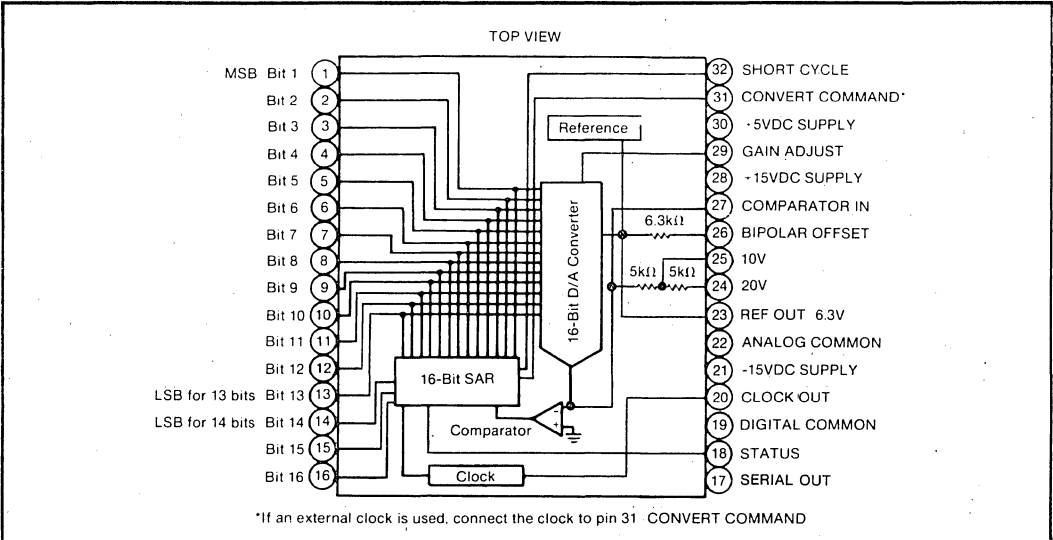 TOP VIEW
MSB Bit 1 1
Bit 2 2
Bit 3 3
Bit 4 4
Bit 5 5
Bit 6 6
Bit 7 7
Bit 8 8
Bit 9 9
Bit 10 10
Bit 11 11
Bit 12 12
LSB for 13 bits Bit 13 13
LSB for 14 bits Bit 14 14
Bit 15 15
Bit 16 16
Reference
16-Bit D/A Converter
6.3kΩ
5kΩ 5kΩ
16-Bit SAR
Comparator
- +
Clock
32 SHORT CYCLE
31 CONVERT COMMAND*
30 +5VDC SUPPLY
29 GAIN ADJUST
28 +15VDC SUPPLY
27 COMPARATOR IN
26 BIPOLAR OFFSET
25 10V
24 20V
23 REF OUT 6.3V
22 ANALOG COMMON
21 -15VDC SUPPLY
20 CLOCK OUT
19 DIGITAL COMMON
18 STATUS
17 SERIAL OUT
*If an external clock is used, connect the clock to pin 31 CONVERT COMMAND